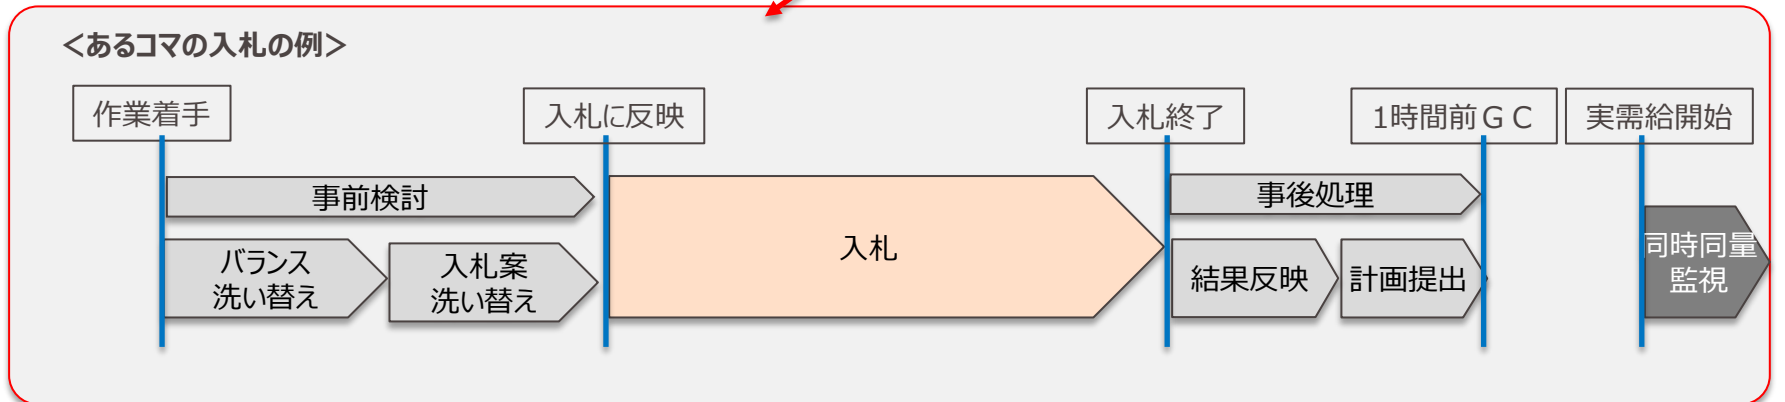 ＜あるコマの入札の例＞
作業着手
入札に反映
入札終了
1時間前ＧＣ
実需給開始
事前検討
事後処理
バランス
洗い替え
入札案
洗い替え
入札
結果反映
計画提出
同時同量
監視